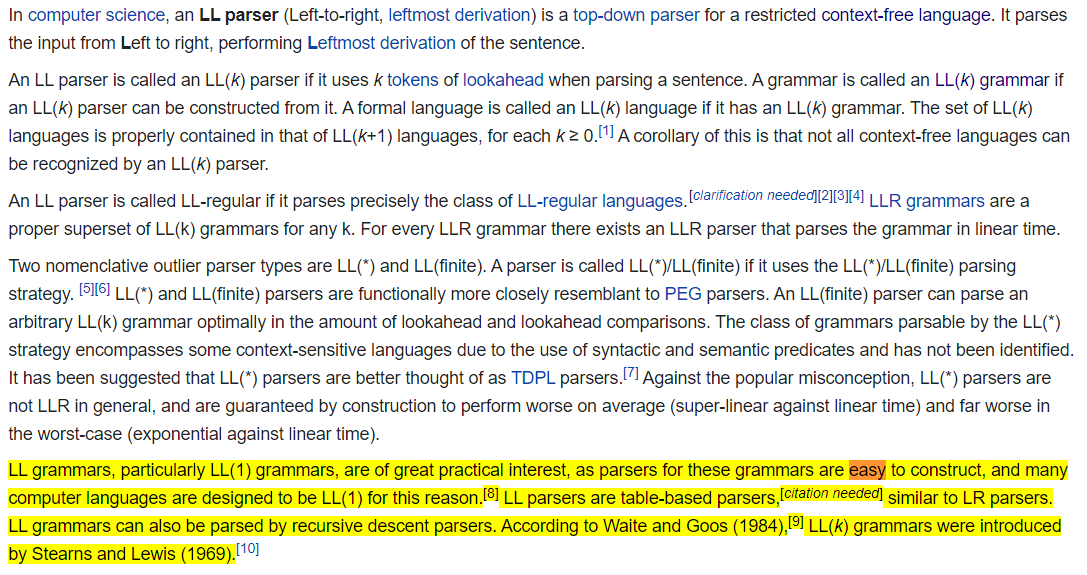 In computer science, an LL parser (Left-to-right, leftmost derivation) is a top-down parser for a restricted context-free language. It parses
the input from Left to right, performing Leftmost derivation of the sentence.
An LL parser is called an LL(k) parser if it uses k tokens of lookahead when parsing a sentence. A grammar is called an LL(k) grammar if
an LL(k) parser can be constructed from it. A formal language is called an LL(k) language if it has an LL(k) grammar. The set of LL(k)
languages is properly contained in that of LL(k+1) languages, for each k ≥ 0.[1] A corollary of this is that not all context-free languages can
be recognized by an LL(k) parser.
An LL parser is called LL-regular if it parses precisely the class of LL-regular languages.[clarification needed][2][3][4] LLR grammars are a
proper superset of LL(k) grammars for any k. For every LLR grammar there exists an LLR parser that parses the grammar in linear time.
Two nomenclative outlier parser types are LL(*) and LL(finite). A parser is called LL(*)/LL(finite) if it uses the LL(*)/LL(finite) parsing
strategy. [5][6] LL(*) and LL(finite) parsers are functionally more closely resemblant to PEG parsers. An LL(finite) parser can parse an
arbitrary LL(k) grammar optimally in the amount of lookahead and lookahead comparisons. The class of grammars parsable by the LL(*)
strategy encompasses some context-sensitive languages due to the use of syntactic and semantic predicates and has not been identified.
It has been suggested that LL(*) parsers are better thought of as TDPL parsers.[7] Against the popular misconception, LL(*) parsers are
not LLR in general, and are guaranteed by construction to perform worse on average (super-linear against linear time) and far worse in
the worst-case (exponential against linear time).
LL grammars, particularly LL(1) grammars, are of great practical interest, as parsers for these grammars are easy to construct, and many
computer languages are designed to be LL(1) for this reason.[8] LL parsers are table-based parsers,[citation needed] similar to LR parsers.
LL grammars can also be parsed by recursive descent parsers. According to Waite and Goos (1984),[9] LL(k) grammars were introduced
by Stearns and Lewis (1969).[10]